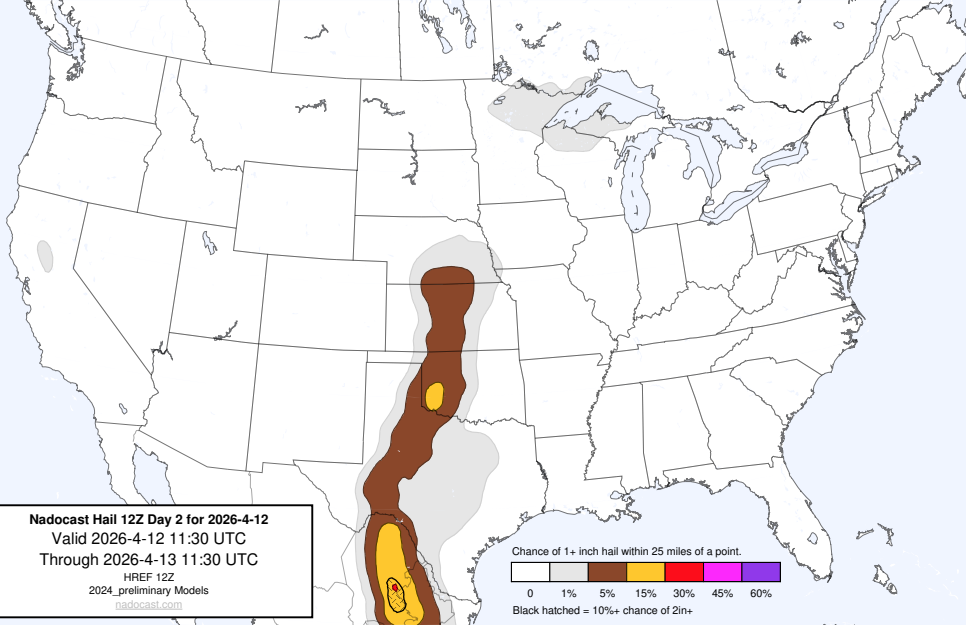 Nadocast Hail 12Z Day 2 for 2026-4-12
Valid 2026-4-12 11:30 UTC
Through 2026-4-13 11:30 UTC
HREF 12Z
2024_preliminary Models
nadocast.com
Chance of 1+ inch hail within 25 miles of a point.
0 1% 5% 15% 30% 45% 60%
Black hatched = 10%+ chance of 2in+